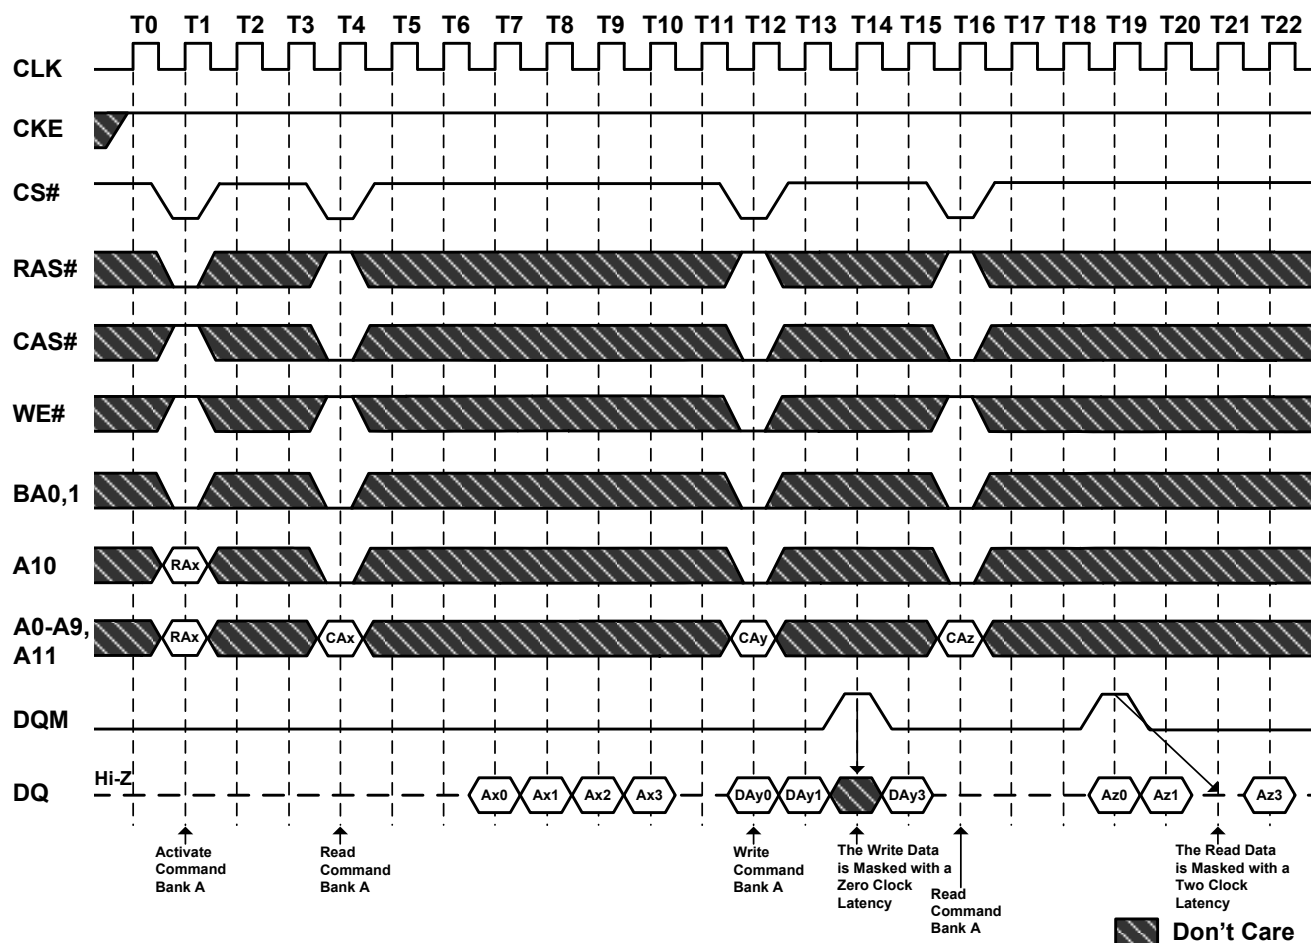 T0 T1 T2 T3 T4 T5 T6 T7 T8 T9 T10 T11 T12 T13 T14 T15 T16 T17 T18 T19 T20 T21 T22
CLK
CKE
CS#
RAS#
CAS#
WE#
BA0,1
A10 RAx
A0-A9,
A11
RAx CAx CAy CAz
DQM
Hi-Z
DQ Ax0 Ax1 Ax2 Ax3 DAy0 DAy1 DAy3 Az0 Az1 Az3
Activate
Command
Bank A
Read
Command
Bank A
Write
Command
Bank A
The Write Data
is Masked with a
Zero Clock
Latency
Read
Command
Bank A
The Read Data
is Masked with a
Two Clock
Latency
Don't Care